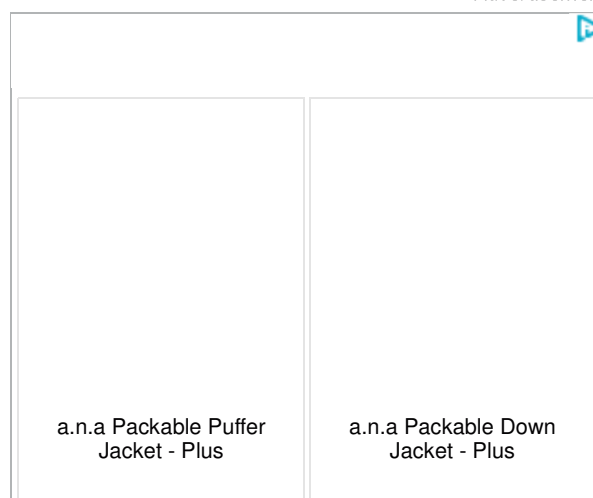 a.n.a Packable Puffer
Jacket - Plus
a.n.a Packable Down
Jacket - Plus